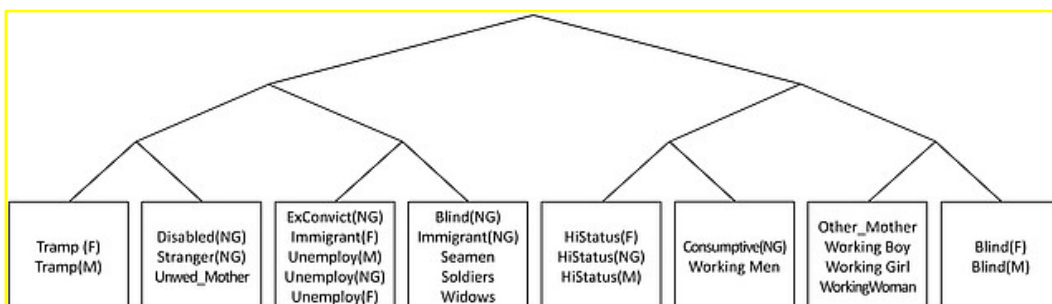 Tramp (F)
Tramp(M)
Disabled(NG)
Stranger(NG)
Unwed_Mother
ExConvict(NG)
Immigrant(F)
Unemploy(M)
Unemploy(NG)
Unemploy(F)
Blind(NG)
Immigrant(NG)
Seamen
Soldiers
Widows
HiStatus(F)
HiStatus(NG)
HiStatus(M)
Consumptive(NG)
Working Men
Other_Mother
Working Boy
Working Girl
WorkingWoman
Blind(F)
Blind(M)